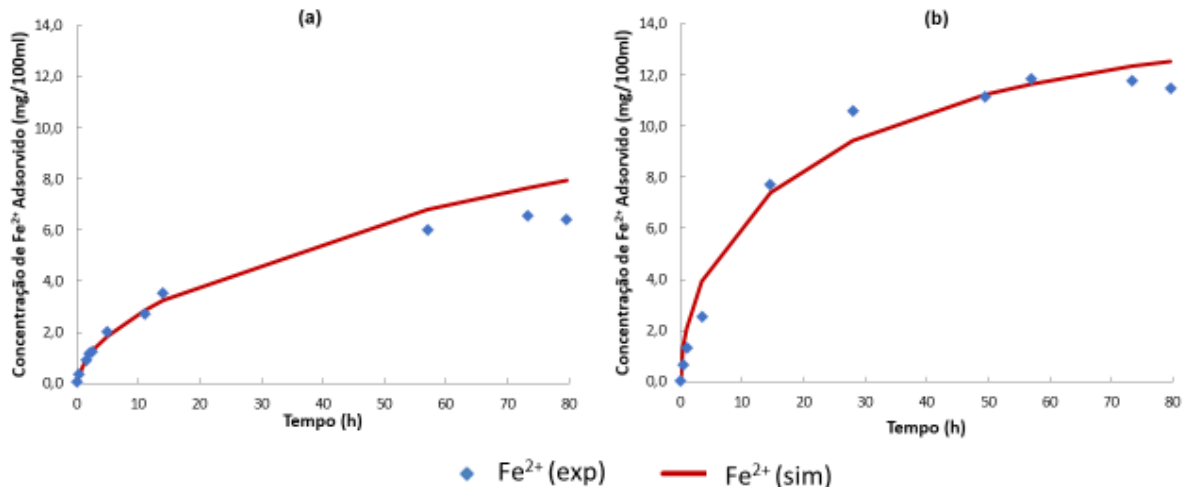 (a)
Concentração de Fe²⁺ Adsorvido (mg/100ml)
14,0
12,0
10,0
8,0
6,0
4,0
2,0
0,0
0 10 20 30 40 50 60 70 80
Tempo (h)
(b)
Concentração de Fe²⁺ Adsorvido (mg/100ml)
14,0
12,0
10,0
8,0
6,0
4,0
2,0
0,0
0 10 20 30 40 50 60 70 80
Tempo (h)
Fe²⁺ (exp) Fe²⁺ (sim)